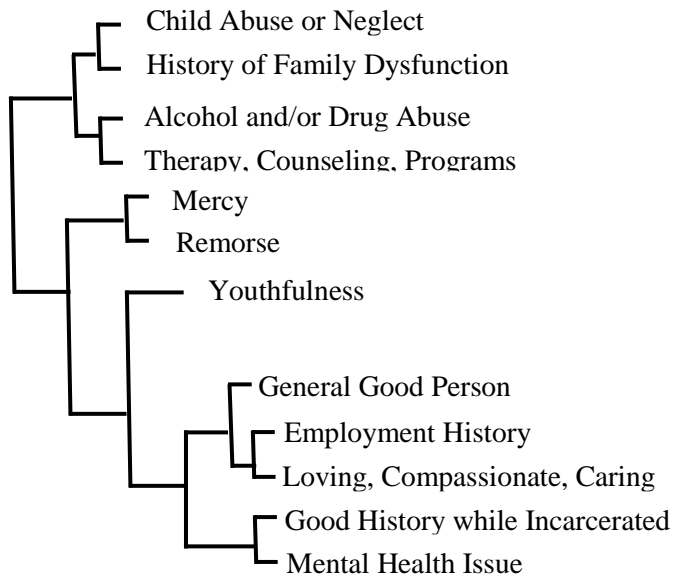 Child Abuse or Neglect
History of Family Dysfunction
Alcohol and/or Drug Abuse
Therapy, Counseling, Programs
Mercy
Remorse
Youthfulness
General Good Person
Employment History
Loving, Compassionate, Caring
Good History while Incarcerated
Mental Health Issue